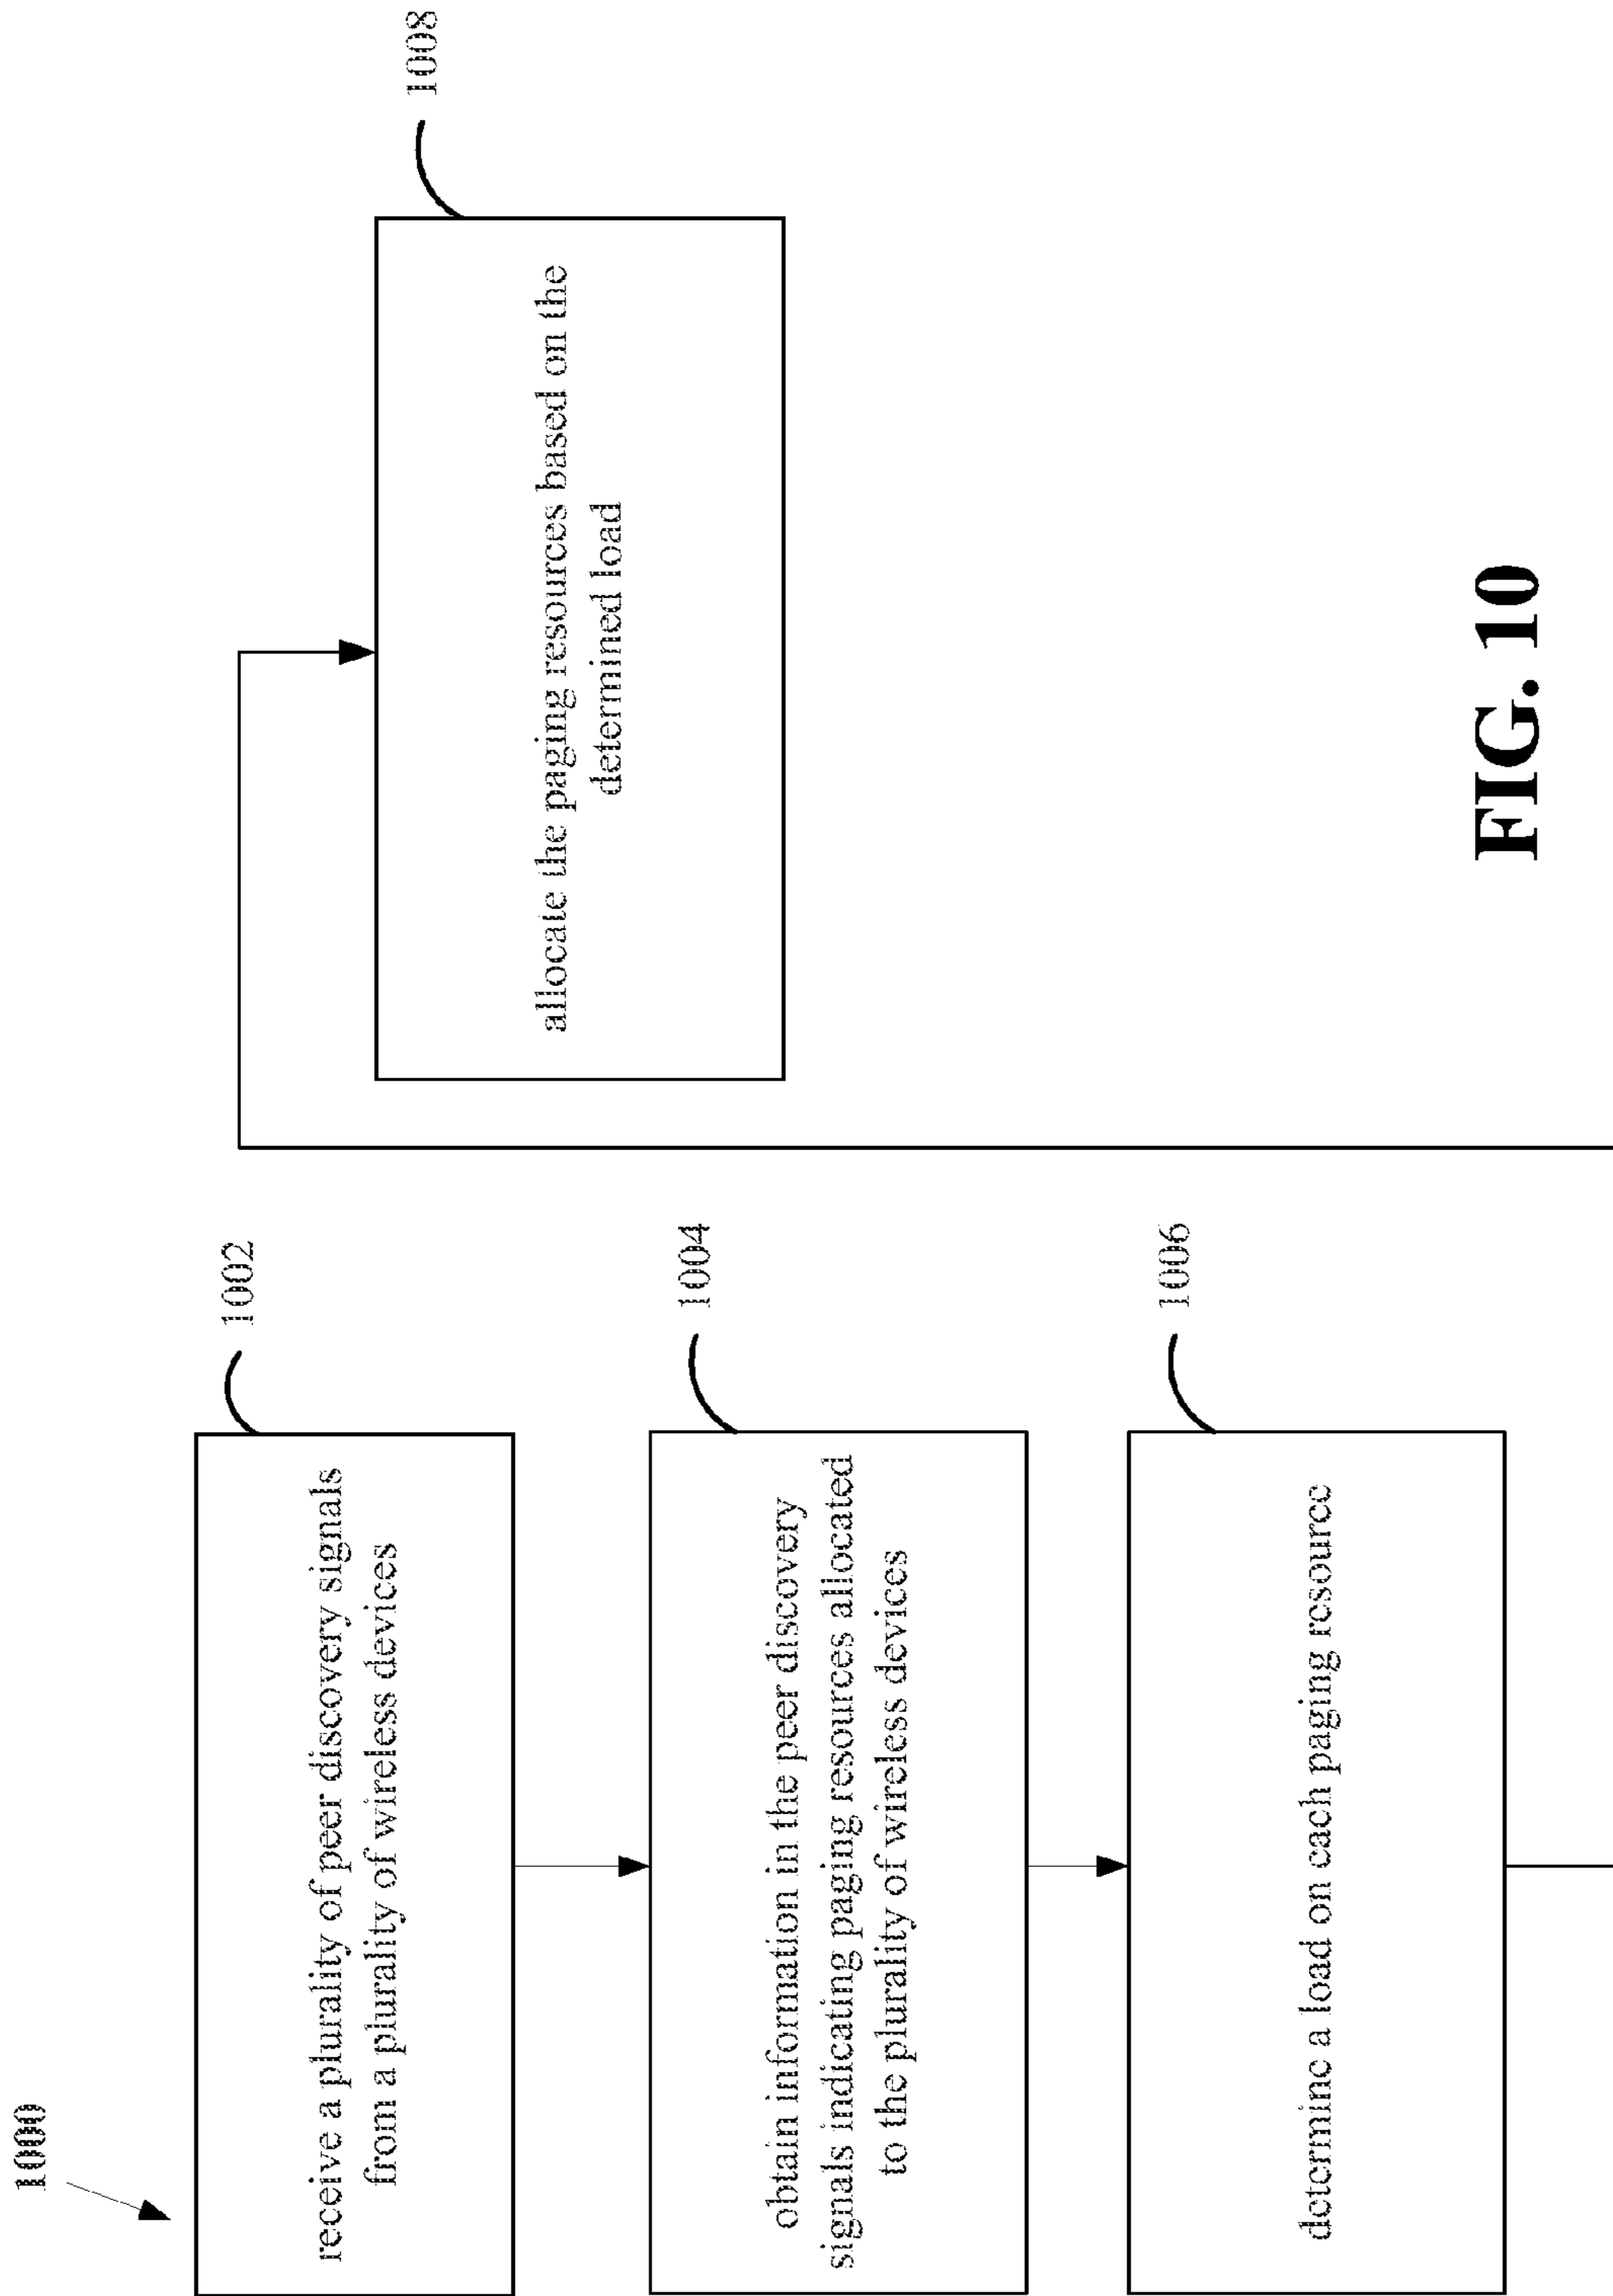 1000
1002
receive a plurality of peer discovery signals
from a plurality of wireless devices
1004
obtain information in the peer discovery
signals indicating paging resources allocated
to the plurality of wireless devices
1006
determine a load on each paging resource
1008
allocate the paging resources based on the
determined load
FIG. 10